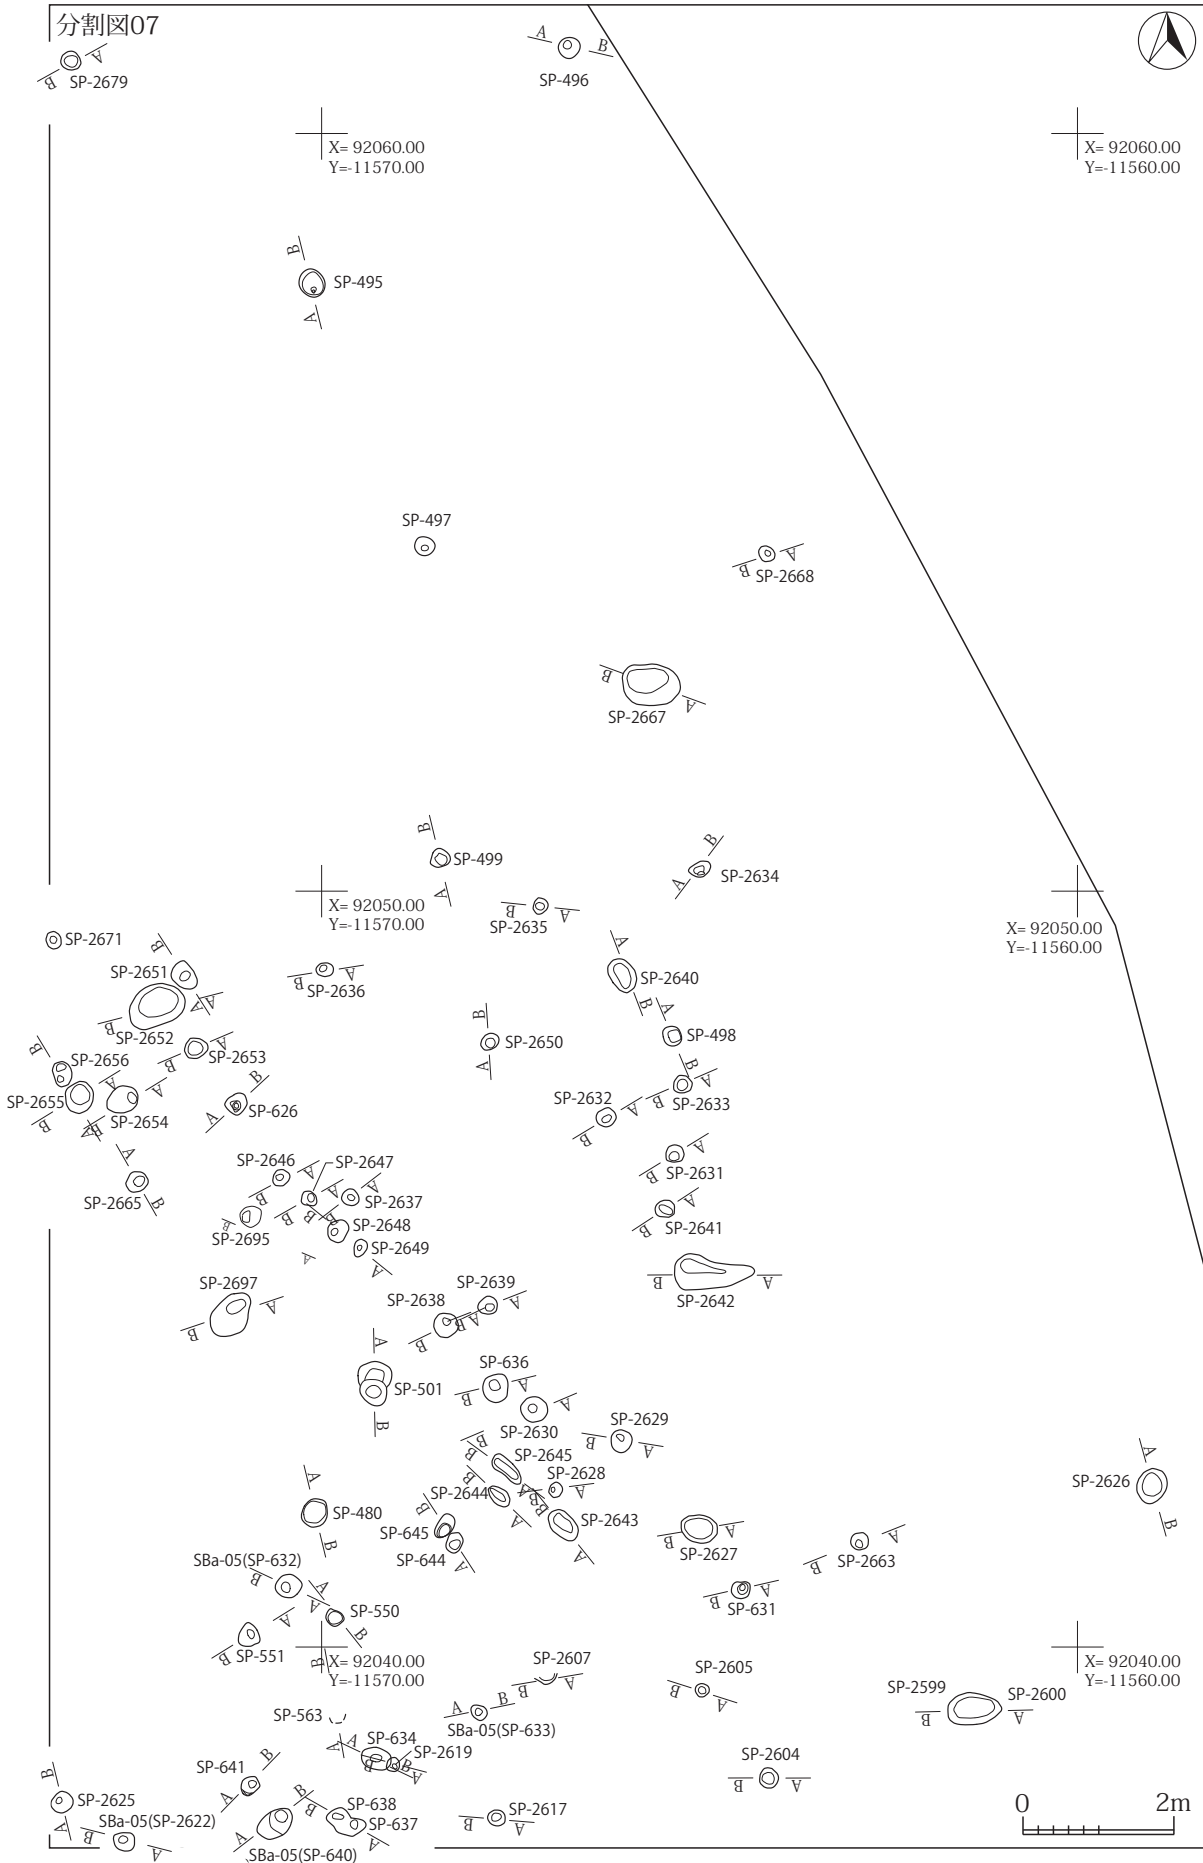 分割図07
A
B
SP-496
A
B
SP-2679
X= 92060.00
Y=-11570.00
X= 92060.00
Y=-11560.00
B
SP-495
A
SP-497
A
B
SP-2668
B
A
SP-2667
B
SP-499
A
B
A
SP-2634
X= 92050.00
Y=-11570.00
B
A
SP-2635
X= 92050.00
Y=-11560.00
SP-2671
B
SP-2651
A
A
B
SP-2652
B
A
SP-2636
A
SP-2640
B
A
SP-498
B
B
SP-2650
A
A
B
SP-2653
B
SP-2656
A
SP-2655
B
A
A
B
SP-2654
B
A
SP-626
A
B
SP-2633
SP-2632
A
B
A
B
SP-2631
A
SP-2665
B
SP-2646
A
B
SP-2647
A
B
A
SP-2637
B
B
SP-2695
A
B
SP-2648
SP-2649
A
A
B
SP-2641
B
A
SP-2642
SP-2697
A
B
SP-2639
A
B
SP-2638
A
B
A
SP-501
B
SP-636
A
B
A
SP-2630
B
SP-2629
B
A
B
SP-2645
A
SP-2628
A
B
B
SP-2644
A
B
SP-2643
A
A
SP-480
B
B
SP-645
SP-644
A
A
B
SP-2627
A
SP-2626
B
A
B
SP-2663
SBa-05(SP-632)
B
A
A
SP-550
B
A
B
SP-631
A
B
SP-551
B
X= 92040.00
Y=-11570.00
SP-2607
B
A
SP-2605
B
A
X= 92040.00
Y=-11560.00
SP-2599
SP-2600
B
A
SP-563
A
B
SBa-05(SP-633)
A
A
SP-634
B
B
SP-2619
A
SP-2604
B
A
B
SP-641
A
B
SP-2625
A
SBa-05(SP-2622)
B
A
B
A
SBa-05(SP-640)
B
SP-638
SP-637
A
B
SP-2617
A
0
2m